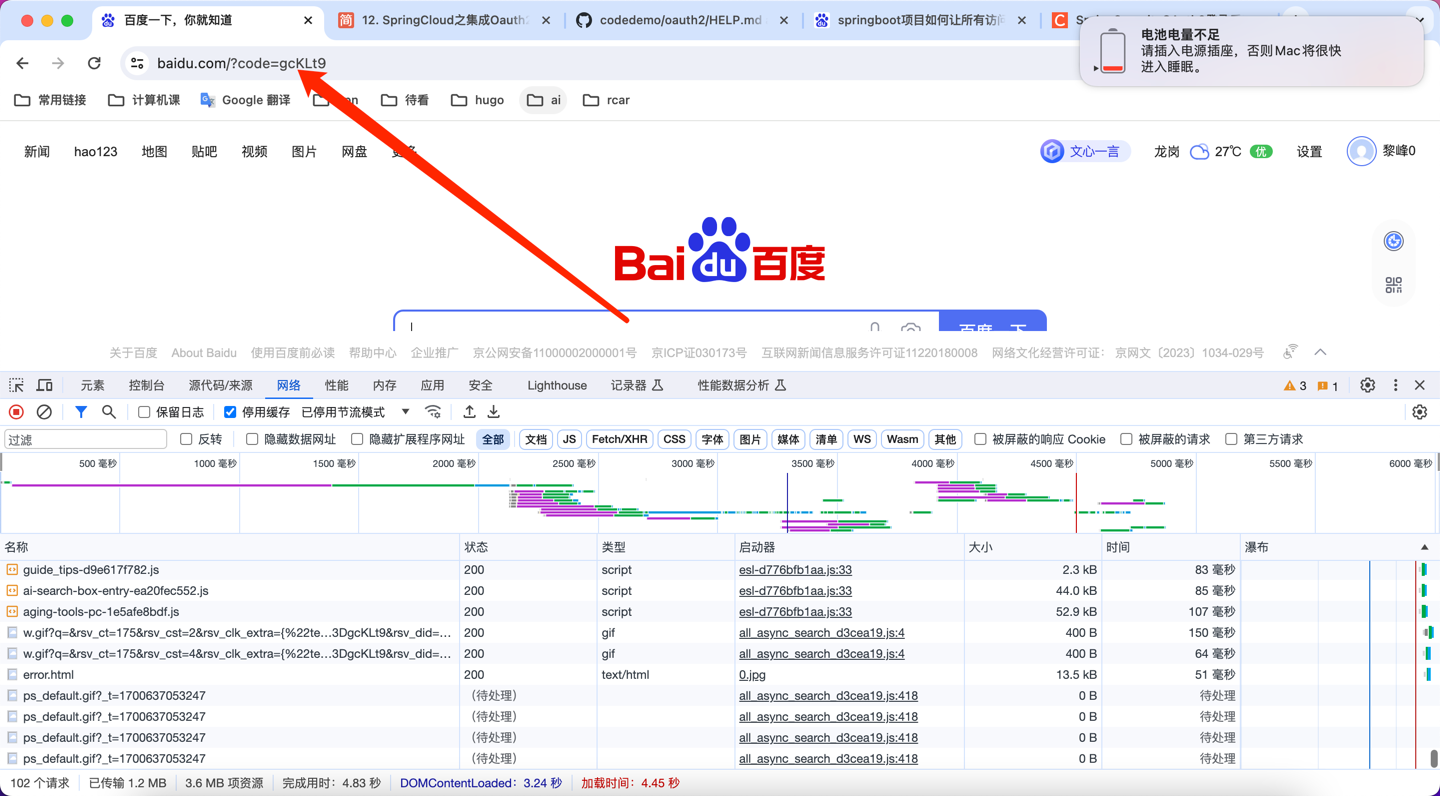 百度一下，你就知道
12. SpringCloud之集成Oauth2
codedemo/oauth2/HELP.md
springboot项目如何让所有访问
电池电量不足
请插入电源插座，否则Mac将很快
进入睡眠。
baidu.com/?code=gcKLt9
常用链接 计算机课 Google 翻译 待看 hugo ai rcar
新闻 hao123 地图 贴吧 视频 图片 网盘 更多
文心一言 龙岗 27℃ 优 设置 黎峰0
Bai du 百度
百度一下
关于百度 About Baidu 使用百度前必读 帮助中心 企业推广 京公网安备11000002000001号 京ICP证030173号 互联网新闻信息服务许可证11220180008 网络文化经营许可证： 京网文〔2023〕1034-029号
元素 控制台 源代码/来源 网络 性能 内存 应用 安全 Lighthouse 记录器 性能数据分析 3 1
保留日志 停用缓存 已停用节流模式
过滤 反转 隐藏数据网址 隐藏扩展程序网址 全部 文档 JS Fetch/XHR CSS 字体 图片 媒体 清单 WS Wasm 其他 被屏蔽的响应 Cookie 被屏蔽的请求 第三方请求
500 毫秒 1000 毫秒 1500 毫秒 2000 毫秒 2500 毫秒 3000 毫秒 3500 毫秒 4000 毫秒 4500 毫秒 5000 毫秒 5500 毫秒 6000 毫秒
名称 状态 类型 启动器 大小 时间 瀑布
guide_tips-d9e617f782.js 200 script esl-d776bfb1aa.js:33 2.3 kB 83 毫秒
ai-search-box-entry-ea20fec552.js 200 script esl-d776bfb1aa.js:33 44.0 kB 85 毫秒
aging-tools-pc-1e5afe8bdf.js 200 script esl-d776bfb1aa.js:33 52.9 kB 107 毫秒
w.gif?q=&rsv_ct=175&rsv_cst=2&rsv_clk_extra={%22te…3DgcKLt9&rsv_did=… 200 gif all_async_search_d3cea19.js:4 400 B 150 毫秒
w.gif?q=&rsv_ct=175&rsv_cst=4&rsv_clk_extra={%22te…3DgcKLt9&rsv_did=… 200 gif all_async_search_d3cea19.js:4 400 B 64 毫秒
error.html 200 text/html 0.jpg 13.5 kB 51 毫秒
ps_default.gif?_t=1700637053247 （待处理） all_async_search_d3cea19.js:418 0 B 待处理
ps_default.gif?_t=1700637053247 （待处理） all_async_search_d3cea19.js:418 0 B 待处理
ps_default.gif?_t=1700637053247 （待处理） all_async_search_d3cea19.js:418 0 B 待处理
ps_default.gif?_t=1700637053247 （待处理） all_async_search_d3cea19.js:418 0 B 待处理
102 个请求 已传输 1.2 MB 3.6 MB 项资源 完成用时：4.83 秒 DOMContentLoaded：3.24 秒 加载时间：4.45 秒